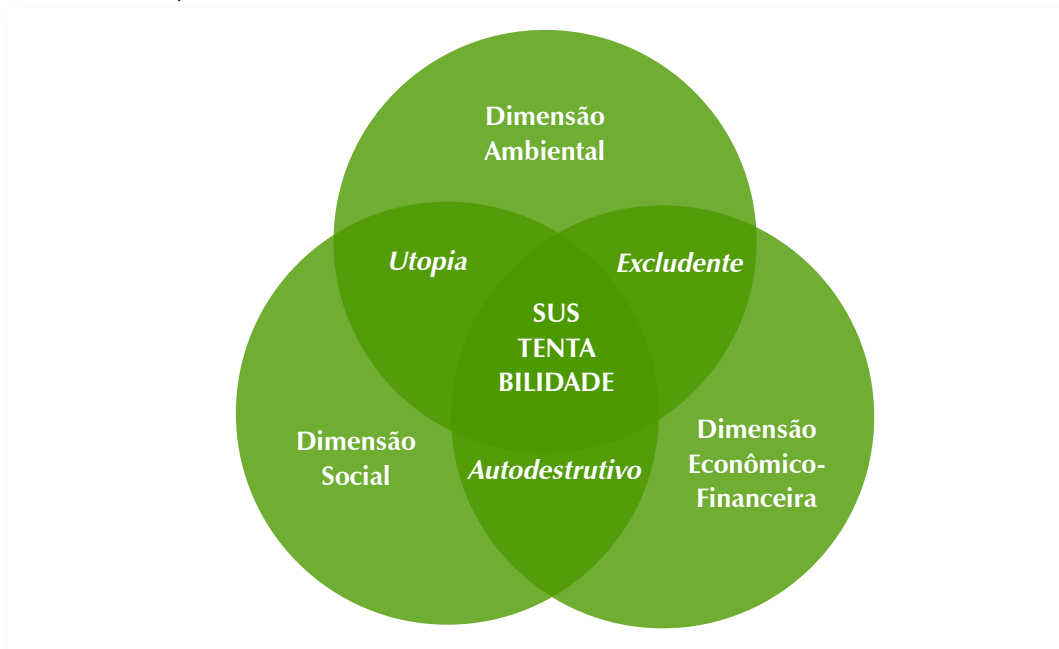 Dimensão
Ambiental
Utopia
Excludente
SUS
TENTA
BILIDADE
Dimensão
Social
Autodestrutivo
Dimensão
Econômico-
Financeira